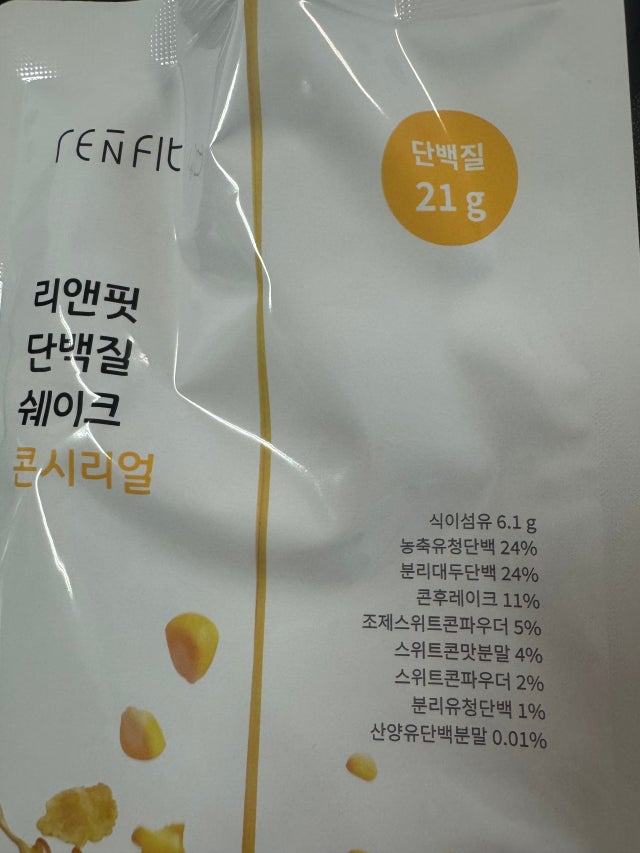 renfit
단백질
21 g
리앤핏
단백질
쉐이크
콘시리얼
식이섬유 6.1 g
농축유청단백 24%
분리대두단백 24%
콘후레이크 11%
조제스위트콘파우더 5%
스위트콘맛분말 4%
스위트콘파우더 2%
분리유청단백 1%
산양유단백분말 0.01%